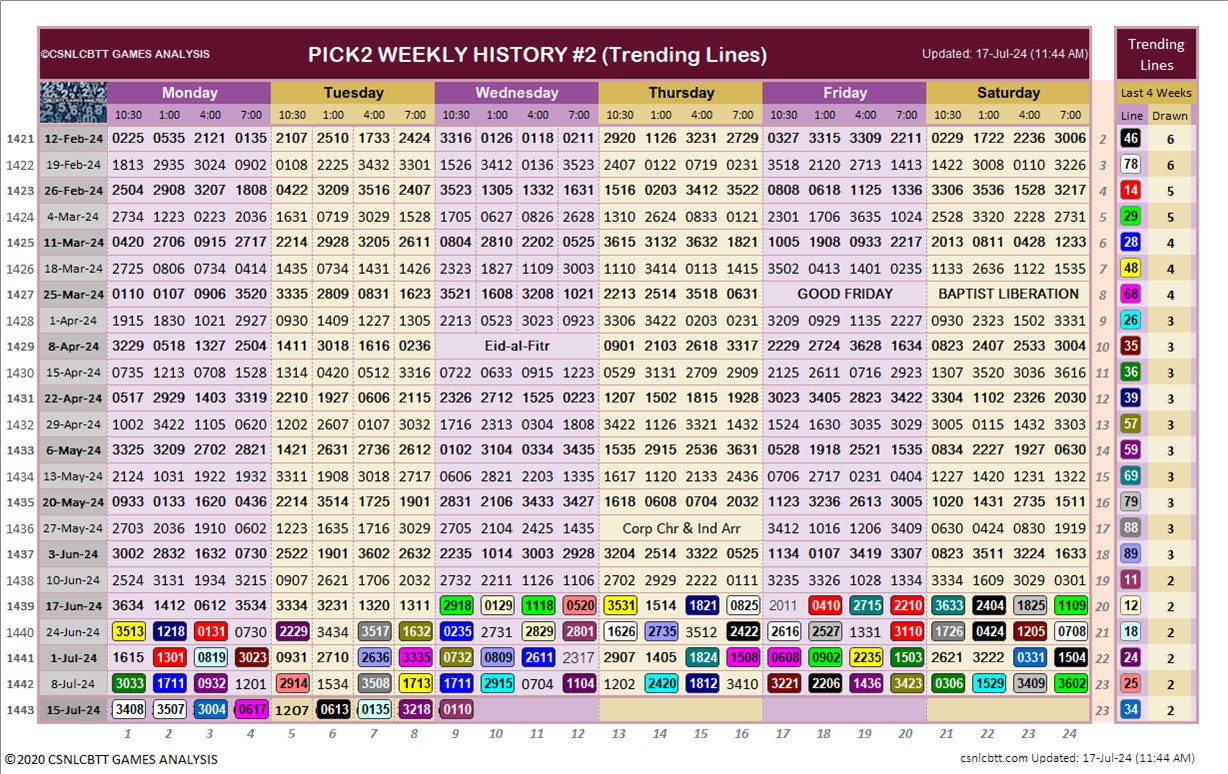 ©CSNLCBTT GAMES ANALYSIS PICK2 WEEKLY HISTORY #2 (Trending Lines) Updated: 17-Jul-24 (11:44 AM) Trending Lines
Monday Tuesday Wednesday Thursday Friday Saturday Last 4 Weeks
10:30 1:00 4:00 7:00 10:30 1:00 4:00 7:00 10:30 1:00 4:00 7:00 10:30 1:00 4:00 7:00 10:30 1:00 4:00 7:00 10:30 1:00 4:00 7:00 Line Drawn
1421 12-Feb-24 0225 0535 2121 0135 2107 2510 1733 2424 3316 0126 0118 0211 2920 1126 3231 2729 0327 3315 3309 2211 0229 1722 2236 3006 2 46 6
1422 19-Feb-24 1813 2935 3024 0902 0108 2225 3432 3301 1526 3412 0136 3523 2407 0122 0719 0231 3518 2120 2713 1413 1422 3008 0110 3226 3 78 6
1423 26-Feb-24 2504 2908 3207 1808 0422 3209 3516 2407 3523 1305 1332 1631 1516 0203 3412 3522 0808 0618 1125 1336 3306 3536 1528 3217 4 14 5
1424 4-Mar-24 2734 1223 0223 2036 1631 0719 3029 1528 1705 0627 0826 2628 1310 2624 0833 0121 2301 1706 3635 1024 2528 3320 2228 2731 5 29 5
1425 11-Mar-24 0420 2706 0915 2717 2214 2928 3205 2611 0804 2810 2202 0525 3615 3132 3632 1821 1005 1908 0933 2217 2013 0811 0428 1233 6 28 4
1426 18-Mar-24 2725 0806 0734 0414 1435 0734 1431 1426 2323 1827 1109 3003 1110 3414 0113 1415 3502 0413 1401 0235 1133 2636 1122 1535 7 48 4
1427 25-Mar-24 0110 0107 0906 3520 3335 2809 0831 1623 3521 1608 3208 1021 2213 2514 3518 0631 GOOD FRIDAY BAPTIST LIBERATION 8 68 4
1428 1-Apr-24 1915 1830 1021 2927 0930 1409 1227 1303 2213 0523 3023 0923 3306 3422 0203 0231 3209 0929 1135 2227 0930 2323 1502 3331 9 26 3
1429 8-Apr-24 3229 0518 1327 2504 1411 3018 1616 0236 Eid-al-Fitr 0901 2103 2618 3317 2229 2724 3628 1634 0823 2407 2533 3004 10 35 3
1430 15-Apr-24 0735 1213 0708 1528 1314 0420 0512 3316 0722 0633 0915 1223 0529 3131 2709 2909 2125 2611 0716 2923 1307 3520 3036 3616 11 36 3
1431 22-Apr-24 0517 2929 1403 3319 2210 1927 0606 2115 2326 2712 1525 0223 1207 1502 1815 1928 3023 3405 2823 3422 3304 1102 2326 2030 12 39 3
1432 29-Apr-24 1002 3422 1105 0620 1202 2607 0107 3032 1716 2313 0304 1808 3422 1126 3321 1432 1524 1630 3035 3029 3005 0115 1432 3303 13 57 3
1433 6-May-24 3325 3209 2702 2821 1421 2631 2736 2615 0102 3104 0334 3435 1535 2915 2536 3631 0528 1918 2521 1535 0834 2227 1927 0630 14 59 3
1434 13-May-24 2124 1031 1922 1932 3311 1908 3018 2711 0606 2821 2203 1335 1617 1120 2133 2436 0706 2717 0231 0404 1227 1420 1231 1322 15 69 3
1435 20-May-24 0933 0133 1620 0436 2214 3514 1725 1901 2831 2106 3433 3427 1618 0608 0704 2032 1123 3236 2613 3005 1020 1431 2735 1511 16 79 3
1436 27-May-24 2703 2036 1910 0602 1223 1635 1716 3029 2705 2104 2425 1435 Corp Chr & Ind Arr 3412 1016 1206 3409 0630 0424 0830 1919 17 88 3
1437 3-Jun-24 3002 2832 1632 0730 2522 1901 3602 2632 2235 1014 3003 2928 3204 2514 3322 0525 1134 0107 3419 3307 0823 3511 3224 1633 18 89 3
1438 10-Jun-24 2524 3131 1934 3215 0907 2621 1706 2032 2732 2211 1126 1106 2702 2929 2222 0111 3235 3326 1028 1334 3334 1609 3029 0301 19 11 2
1439 17-Jun-24 3634 1412 0612 3534 3334 3231 1320 1311 2918 0129 1118 0520 3531 1514 1821 0825 2011 0410 2715 2210 3633 2404 1825 1109 20 12 2
1440 24-Jun-24 3513 1218 0131 0730 2229 3434 3517 1632 0235 2731 2829 2801 1626 2735 3512 2422 2616 2527 1331 3110 1726 0424 1205 0708 21 18 2
1441 1-Jul-24 1615 1301 0819 3023 0931 2710 2636 3335 0732 0809 2611 2317 2907 1405 1824 1508 0608 0902 2235 1503 2621 3222 0331 1504 22 24 2
1442 8-Jul-24 3033 1711 0932 1201 2914 1534 3508 1713 1711 2915 0704 1104 1202 2420 1812 3410 3221 2206 1436 3423 0306 1529 3409 3602 23 25 2
1443 15-Jul-24 3408 3507 3004 0617 1207 0613 0135 3218 0110 23 34 2
1 2 3 4 5 6 7 8 9 10 11 12 13 14 15 16 17 18 19 20 21 22 23 24
©2020 CSNLCBTT GAMES ANALYSIS csnlcbtt.com Updated: 17-Jul-24 (11:44 AM)